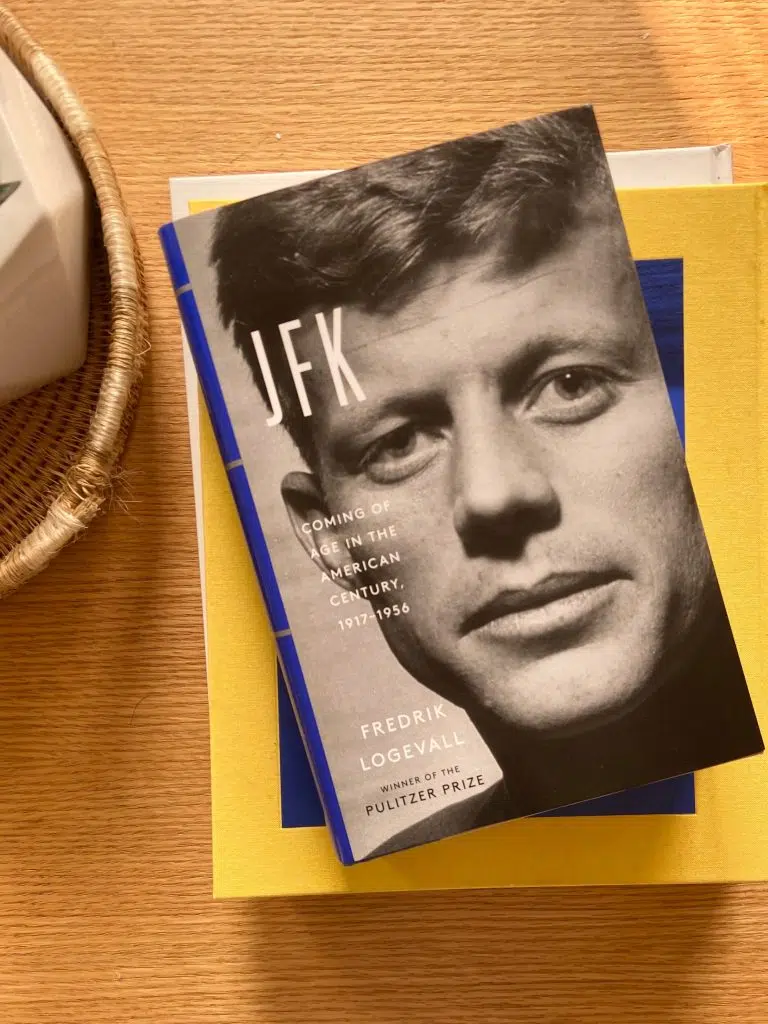 JFK
COMING OF
AGE IN THE
AMERICAN
CENTURY,
1917–1956
FREDRIK
LOGEVALL
WINNER OF THE
PULITZER PRIZE